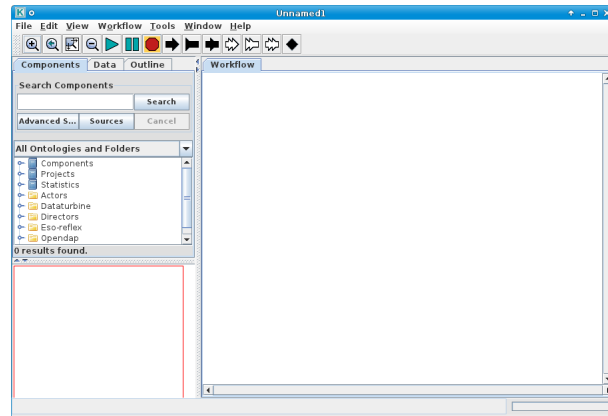 Unnamed1
File Edit View Workflow Tools Window Help
Components Data Outline
Workflow
Search Components
Search
Advanced S... Sources Cancel
All Ontologies and Folders
Components
Projects
Statistics
Actors
Dataturbine
Directors
Eso-reflex
Opendap
0 results found.